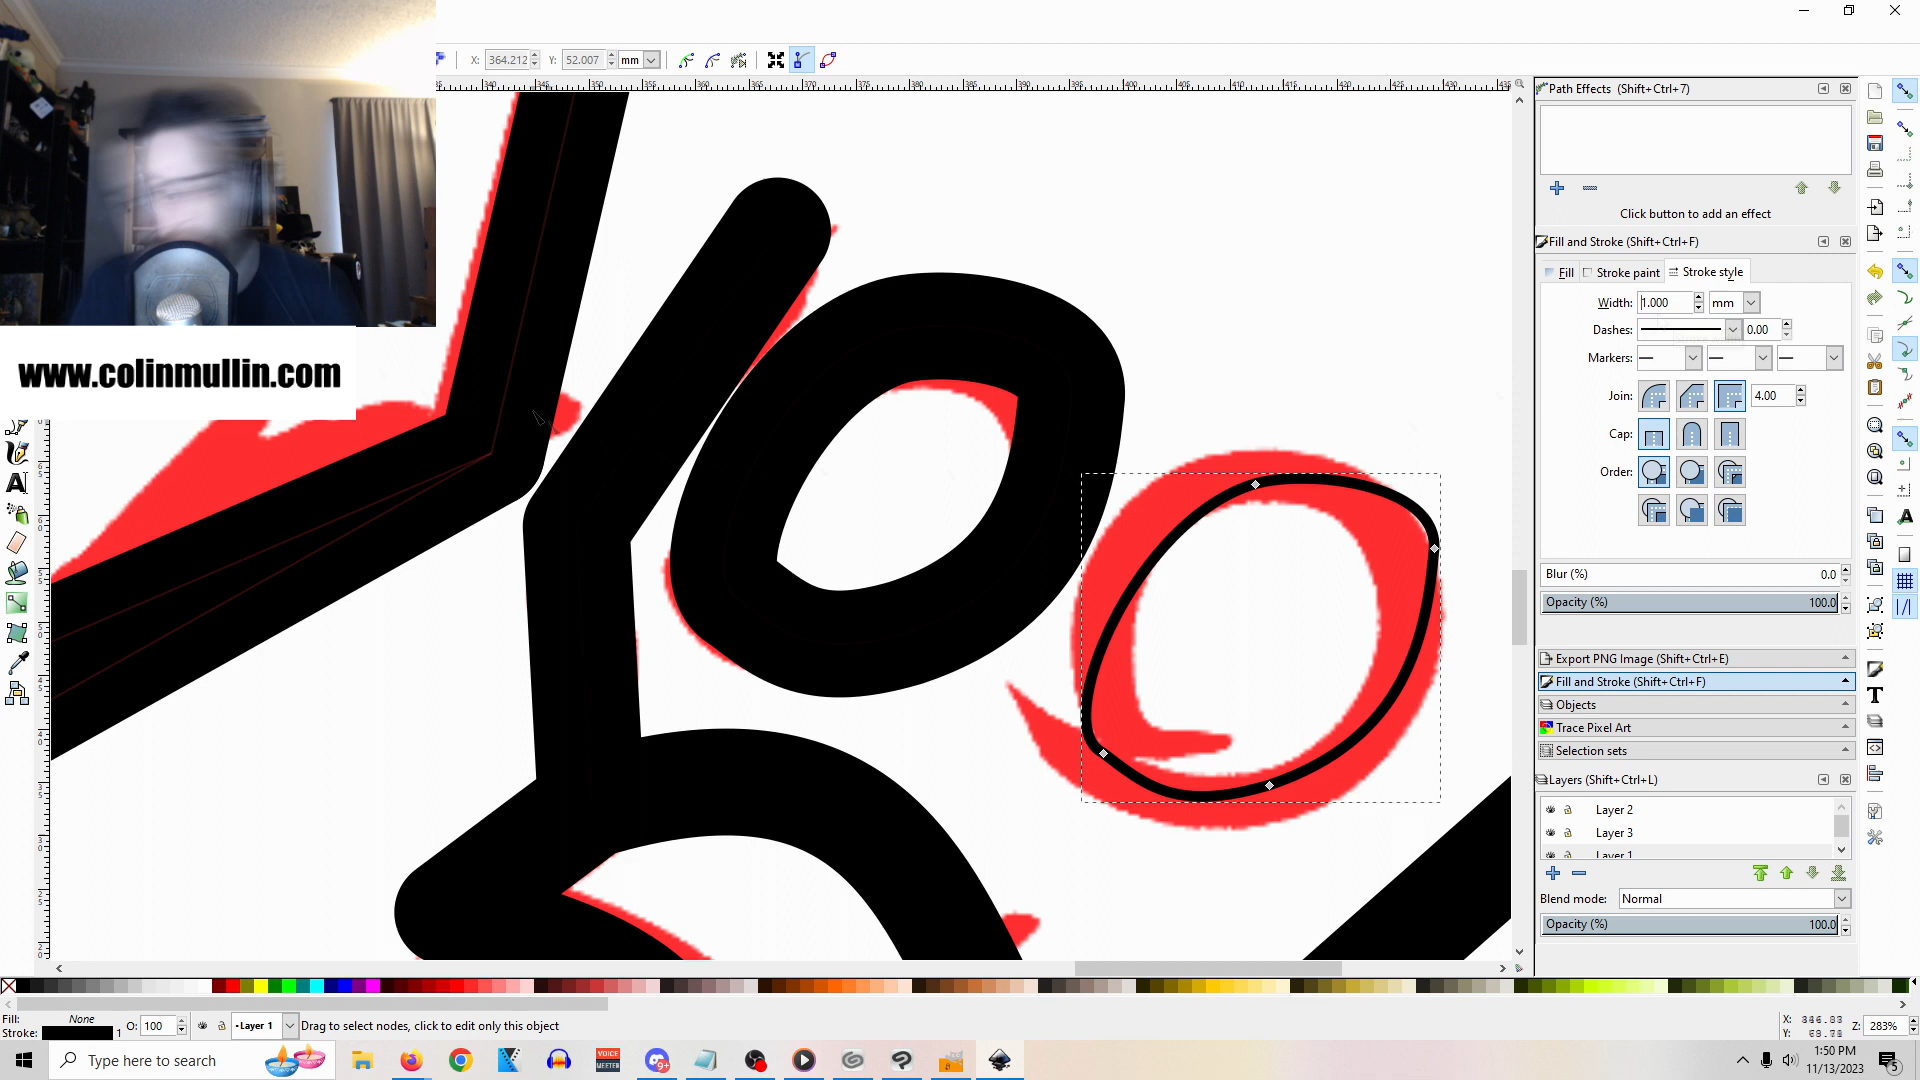 X: 364.212 Y: 52.007 mm
www.colinmullin.com
Path Effects (Shift+Ctrl+7)
Click button to add an effect
Fill and Stroke (Shift+Ctrl+F)
Fill Stroke paint Stroke style
Width: 1.000 mm
Dashes: 0.00
Markers:
Join: 4.00
Cap:
Order:
Blur (%) 0.0
Opacity (%) 100.0
Export PNG Image (Shift+Ctrl+E)
Fill and Stroke (Shift+Ctrl+F)
Objects
Trace Pixel Art
Selection sets
Layers (Shift+Ctrl+L)
Layer 2
Layer 3
Layer 1
Blend mode: Normal
Opacity (%) 100.0
Fill: None
Stroke: 1 O: 100 Layer 1 Drag to select nodes, click to edit only this object
X:
Y: Z: 283%
Type here to search
VOICE MEETER
9+
1:50 PM
11/13/2023
5